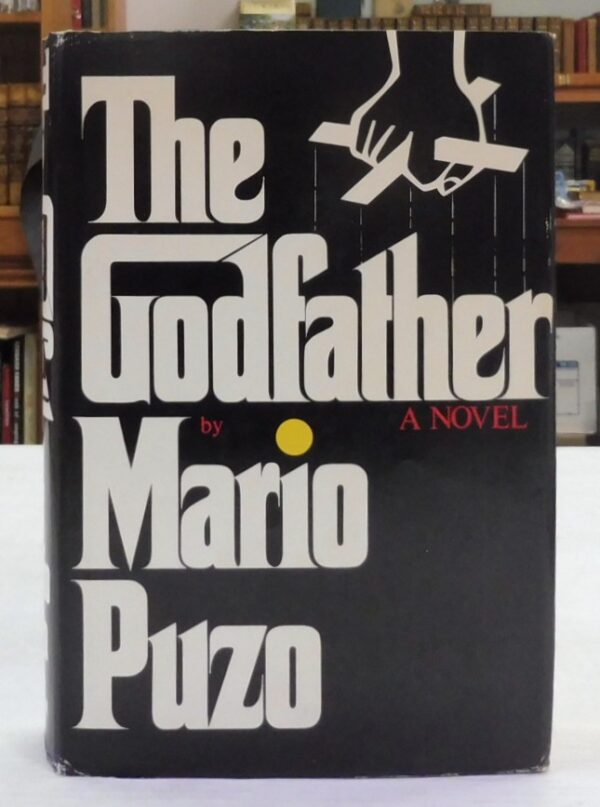 The
Godfather
by
A NOVEL
Mario
Puzo